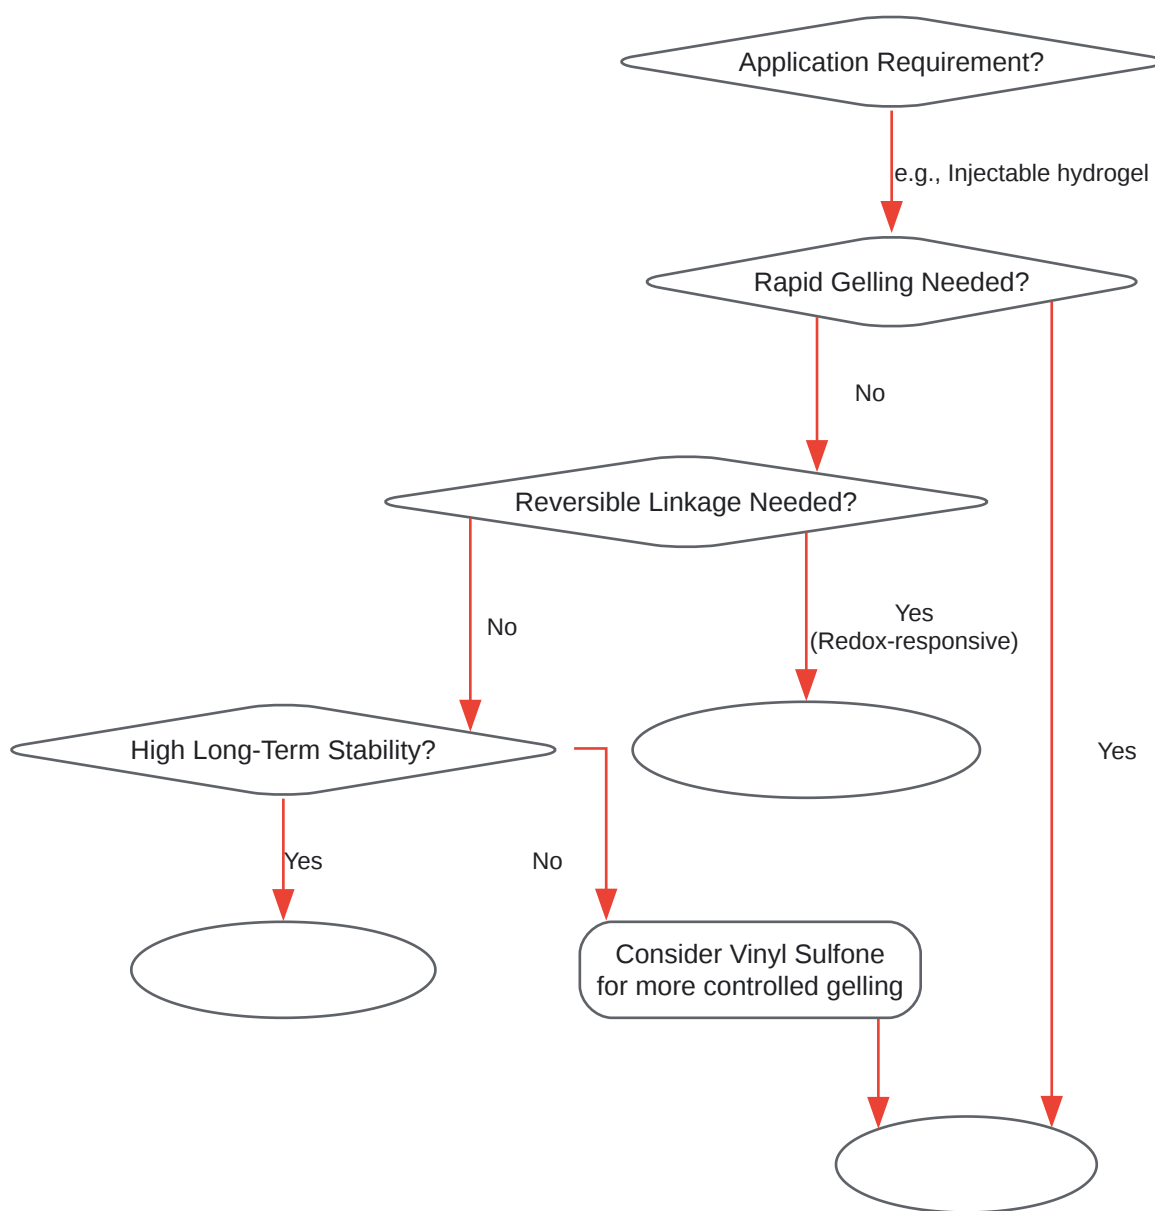 Application Requirement?
e.g., Injectable hydrogel
Rapid Gelling Needed?
No
Reversible Linkage Needed?
No
Yes
(Redox-responsive)
High Long-Term Stability?
Yes
Yes
No
Consider Vinyl Sulfone
for more controlled gelling